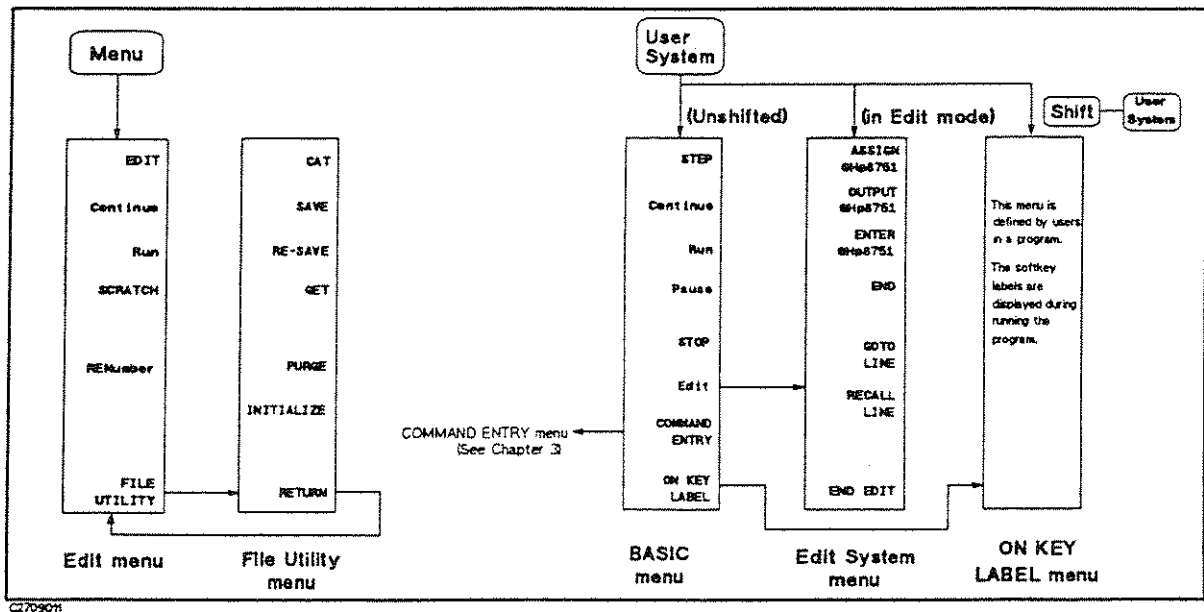 Menu
EDIT
Continue
Run
SCRATCH
RENumber
FILE
UTILITY
Edit menu
CAT
SAVE
RE-SAVE
GET
PURGE
INITIALIZE
RETURN
File Utility
menu
User
System
(Unshifted)
(in Edit mode)
Shift
User
System
STEP
Continue
Run
Pause
STOP
Edit
COMMAND
ENTRY
ON KEY
LABEL
COMMAND ENTRY menu
(See Chapter 3)
BASIC
menu
ASSIGN
@Hp8751
OUTPUT
@Hp8751
ENTER
@Hp8751
END
GOTO
LINE
RECALL
LINE
END EDIT
Edit System
menu
This menu is
defined by users
in a program.
The softkey
labels are
displayed during
running the
program.
ON KEY
LABEL menu
C2709011